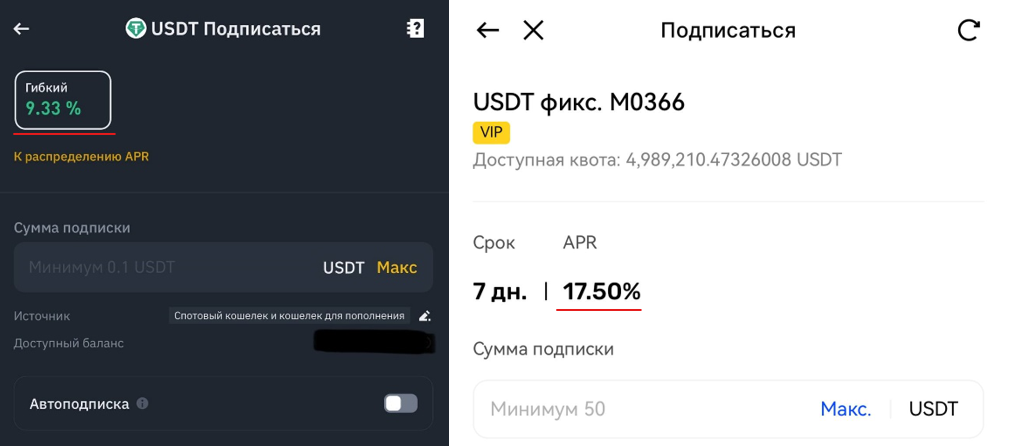 USDT Подписаться
Гибкий
9.33 %
К распределению APR
Сумма подписки
Минимум 0.1 USDT
USDT Макс
Источник
Спотовый кошелек и кошелек для пополнения
Доступный баланс
Автоподписка
Подписаться
USDT фикс. M0366
VIP
Доступная квота: 4,989,210.47326008 USDT
Срок APR
7 дн. 17.50%
Сумма подписки
Минимум 50
Макс. USDT